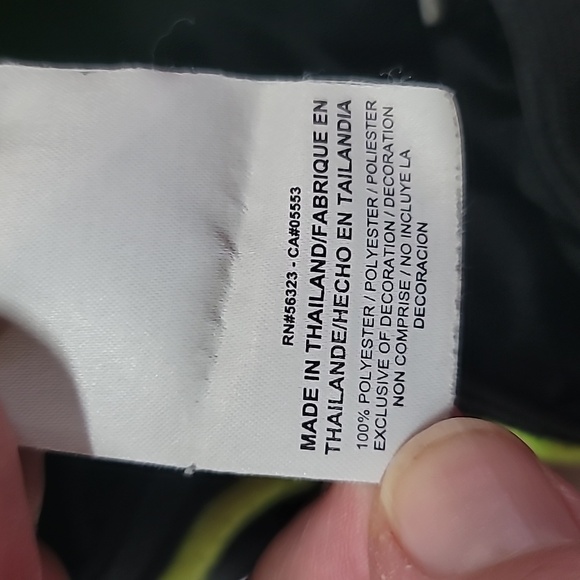 RN#56323 - CA#05553
MADE IN THAILAND/FABRIQUE EN
THAILANDE/HECHO EN TAILANDIA
100% POLYESTER / POLYESTER / POLIESTER
EXCLUSIVE OF DECORATION / DECORATION
NON COMPRISE / NO INCLUYE LA
DECORACION